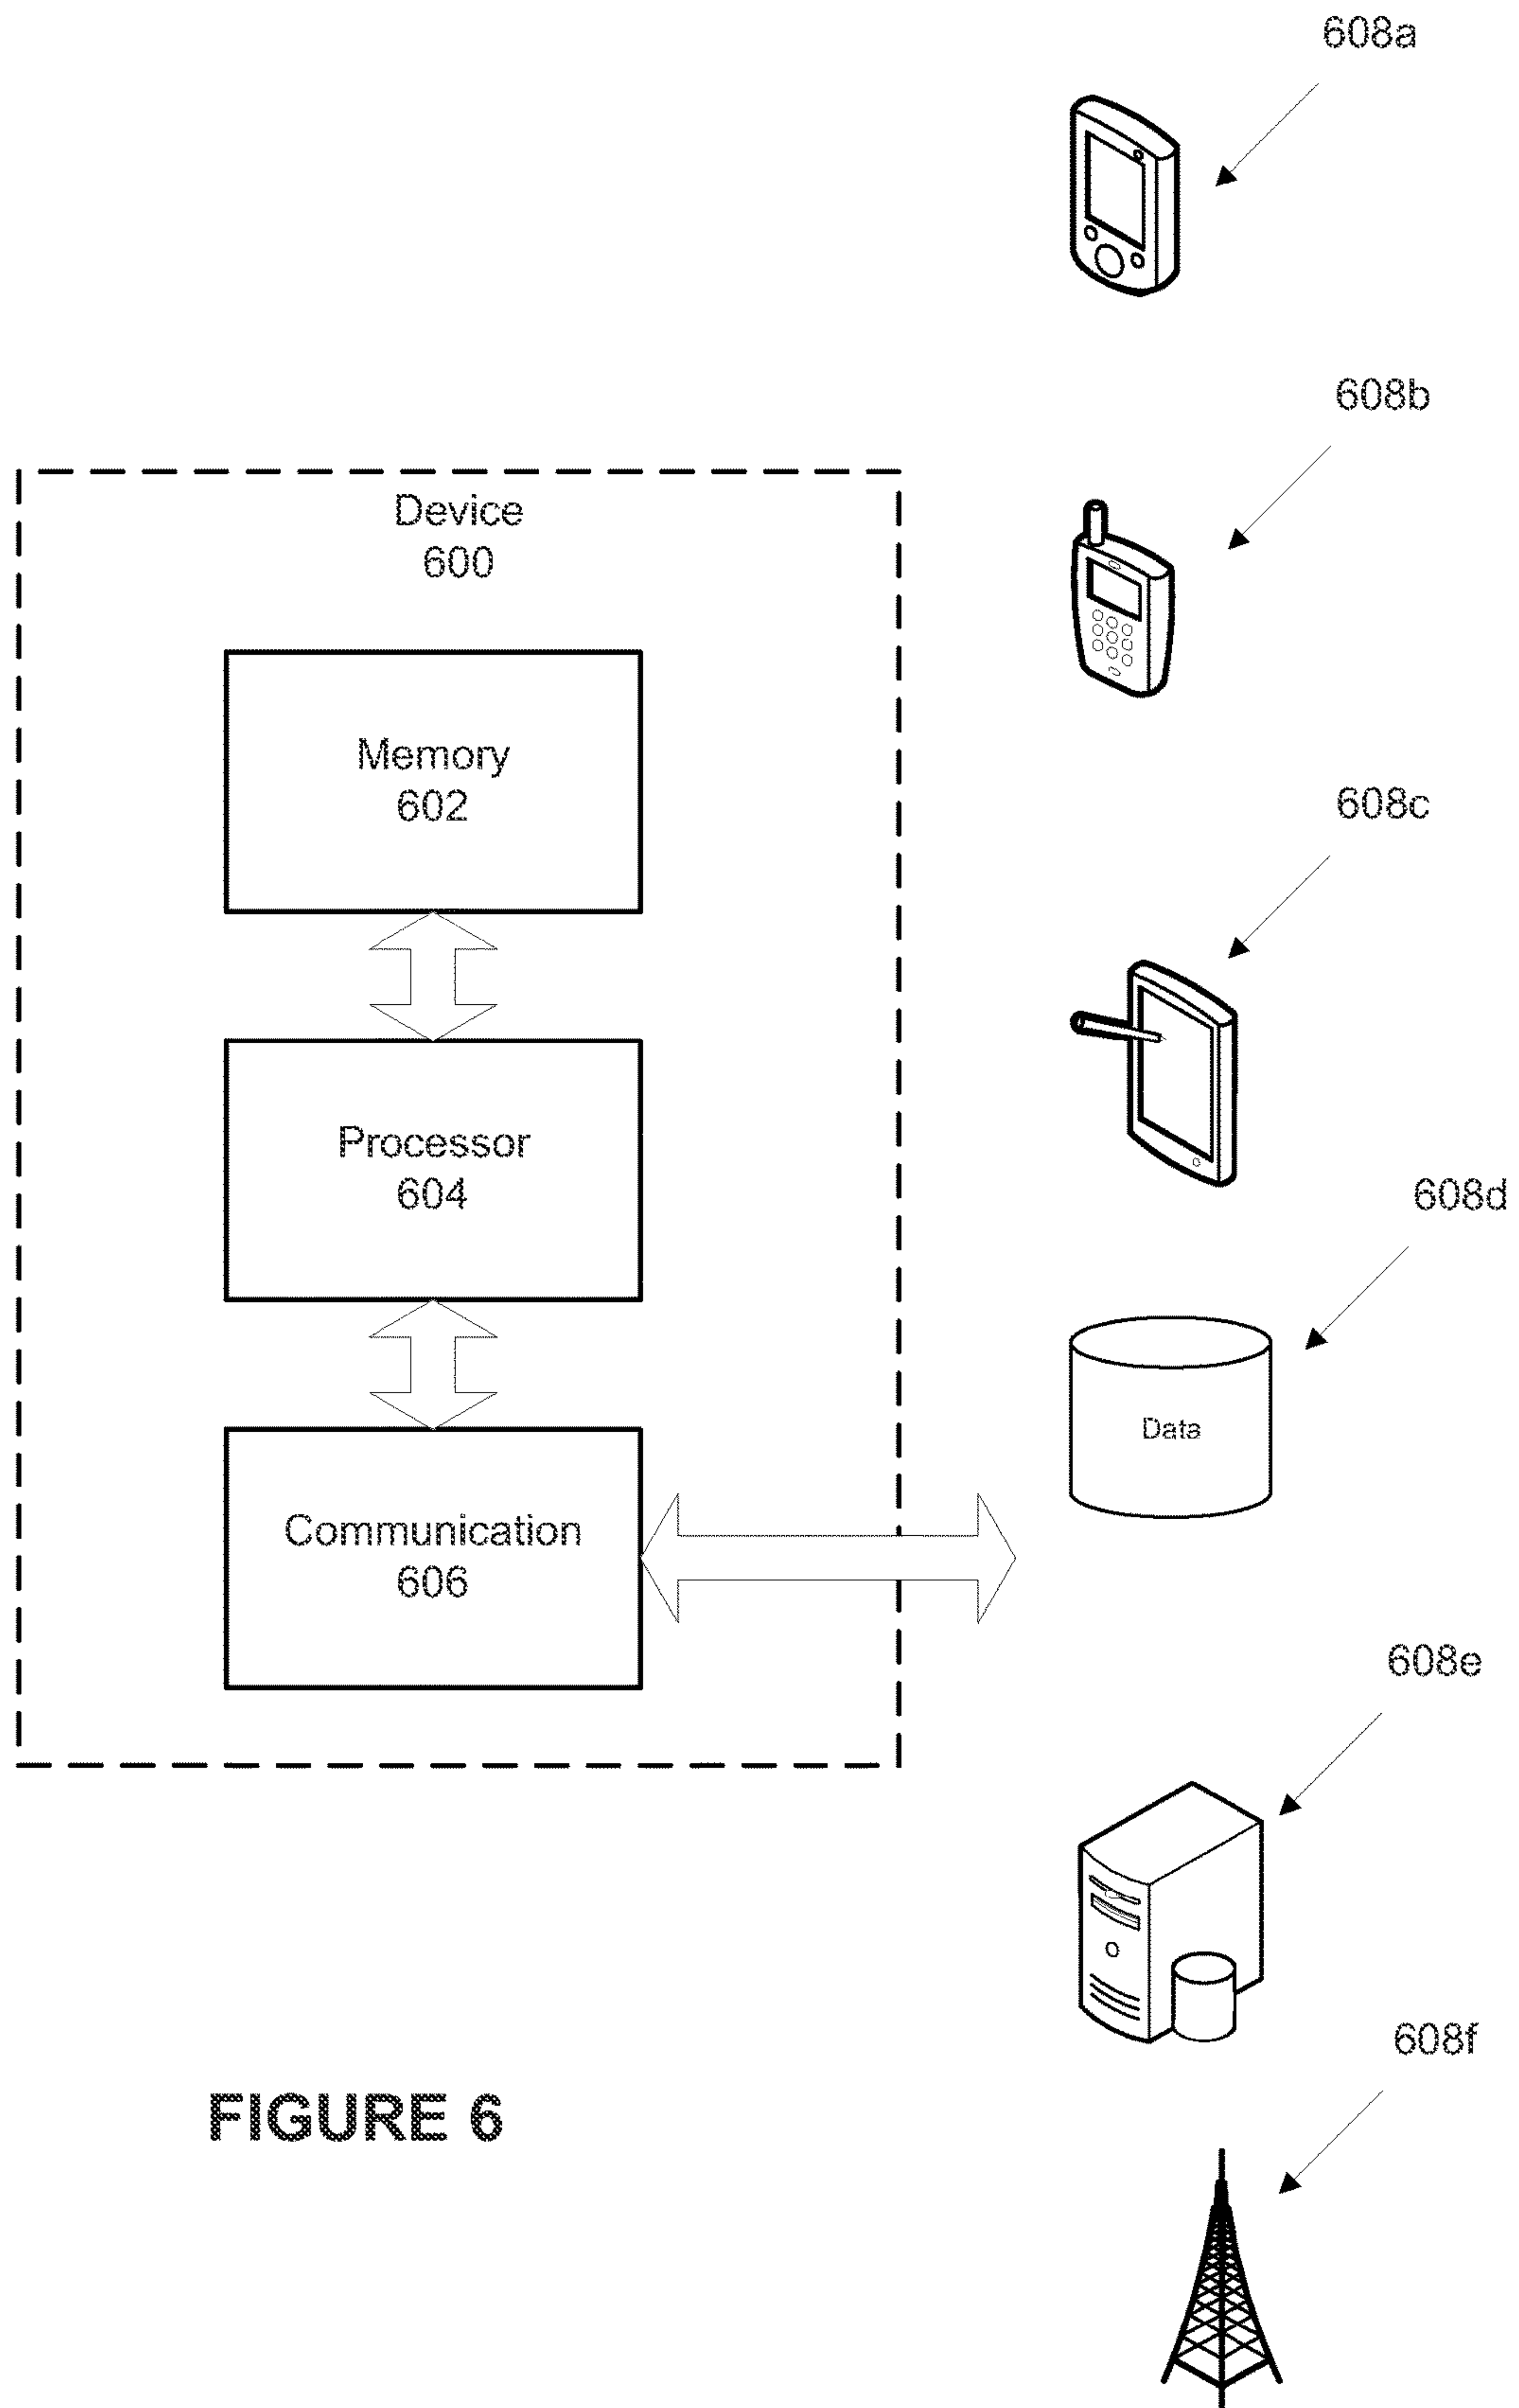 608a
608b
Device
600
Memory
602
608c
Processor
604
608d
Data
Communication
606
608e
608f
FIGURE 6